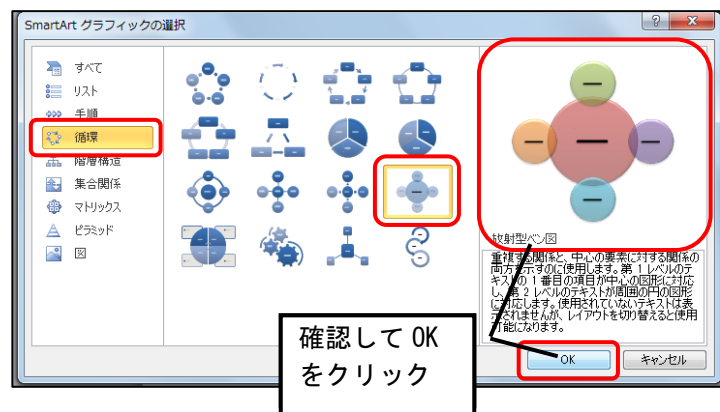 SmartArt グラフィックの選択
すべて
リスト
手順
循環
階層構造
集合関係
マトリックス
ピラミッド
図
放射型ベン図
重複する関係と、中心の要素に対する関係の
両方を示すのに使用します。第 1 レベルのテ
キストの 1 番目の項目が中心の図形に対応
し、第 2 レベルのテキストが周囲の円の図形
に対応します。使用されていないテキストは表
示されませんが、レイアウトを切り替えると使用
可能になります。
確認して OK
をクリック
OK
キャンセル